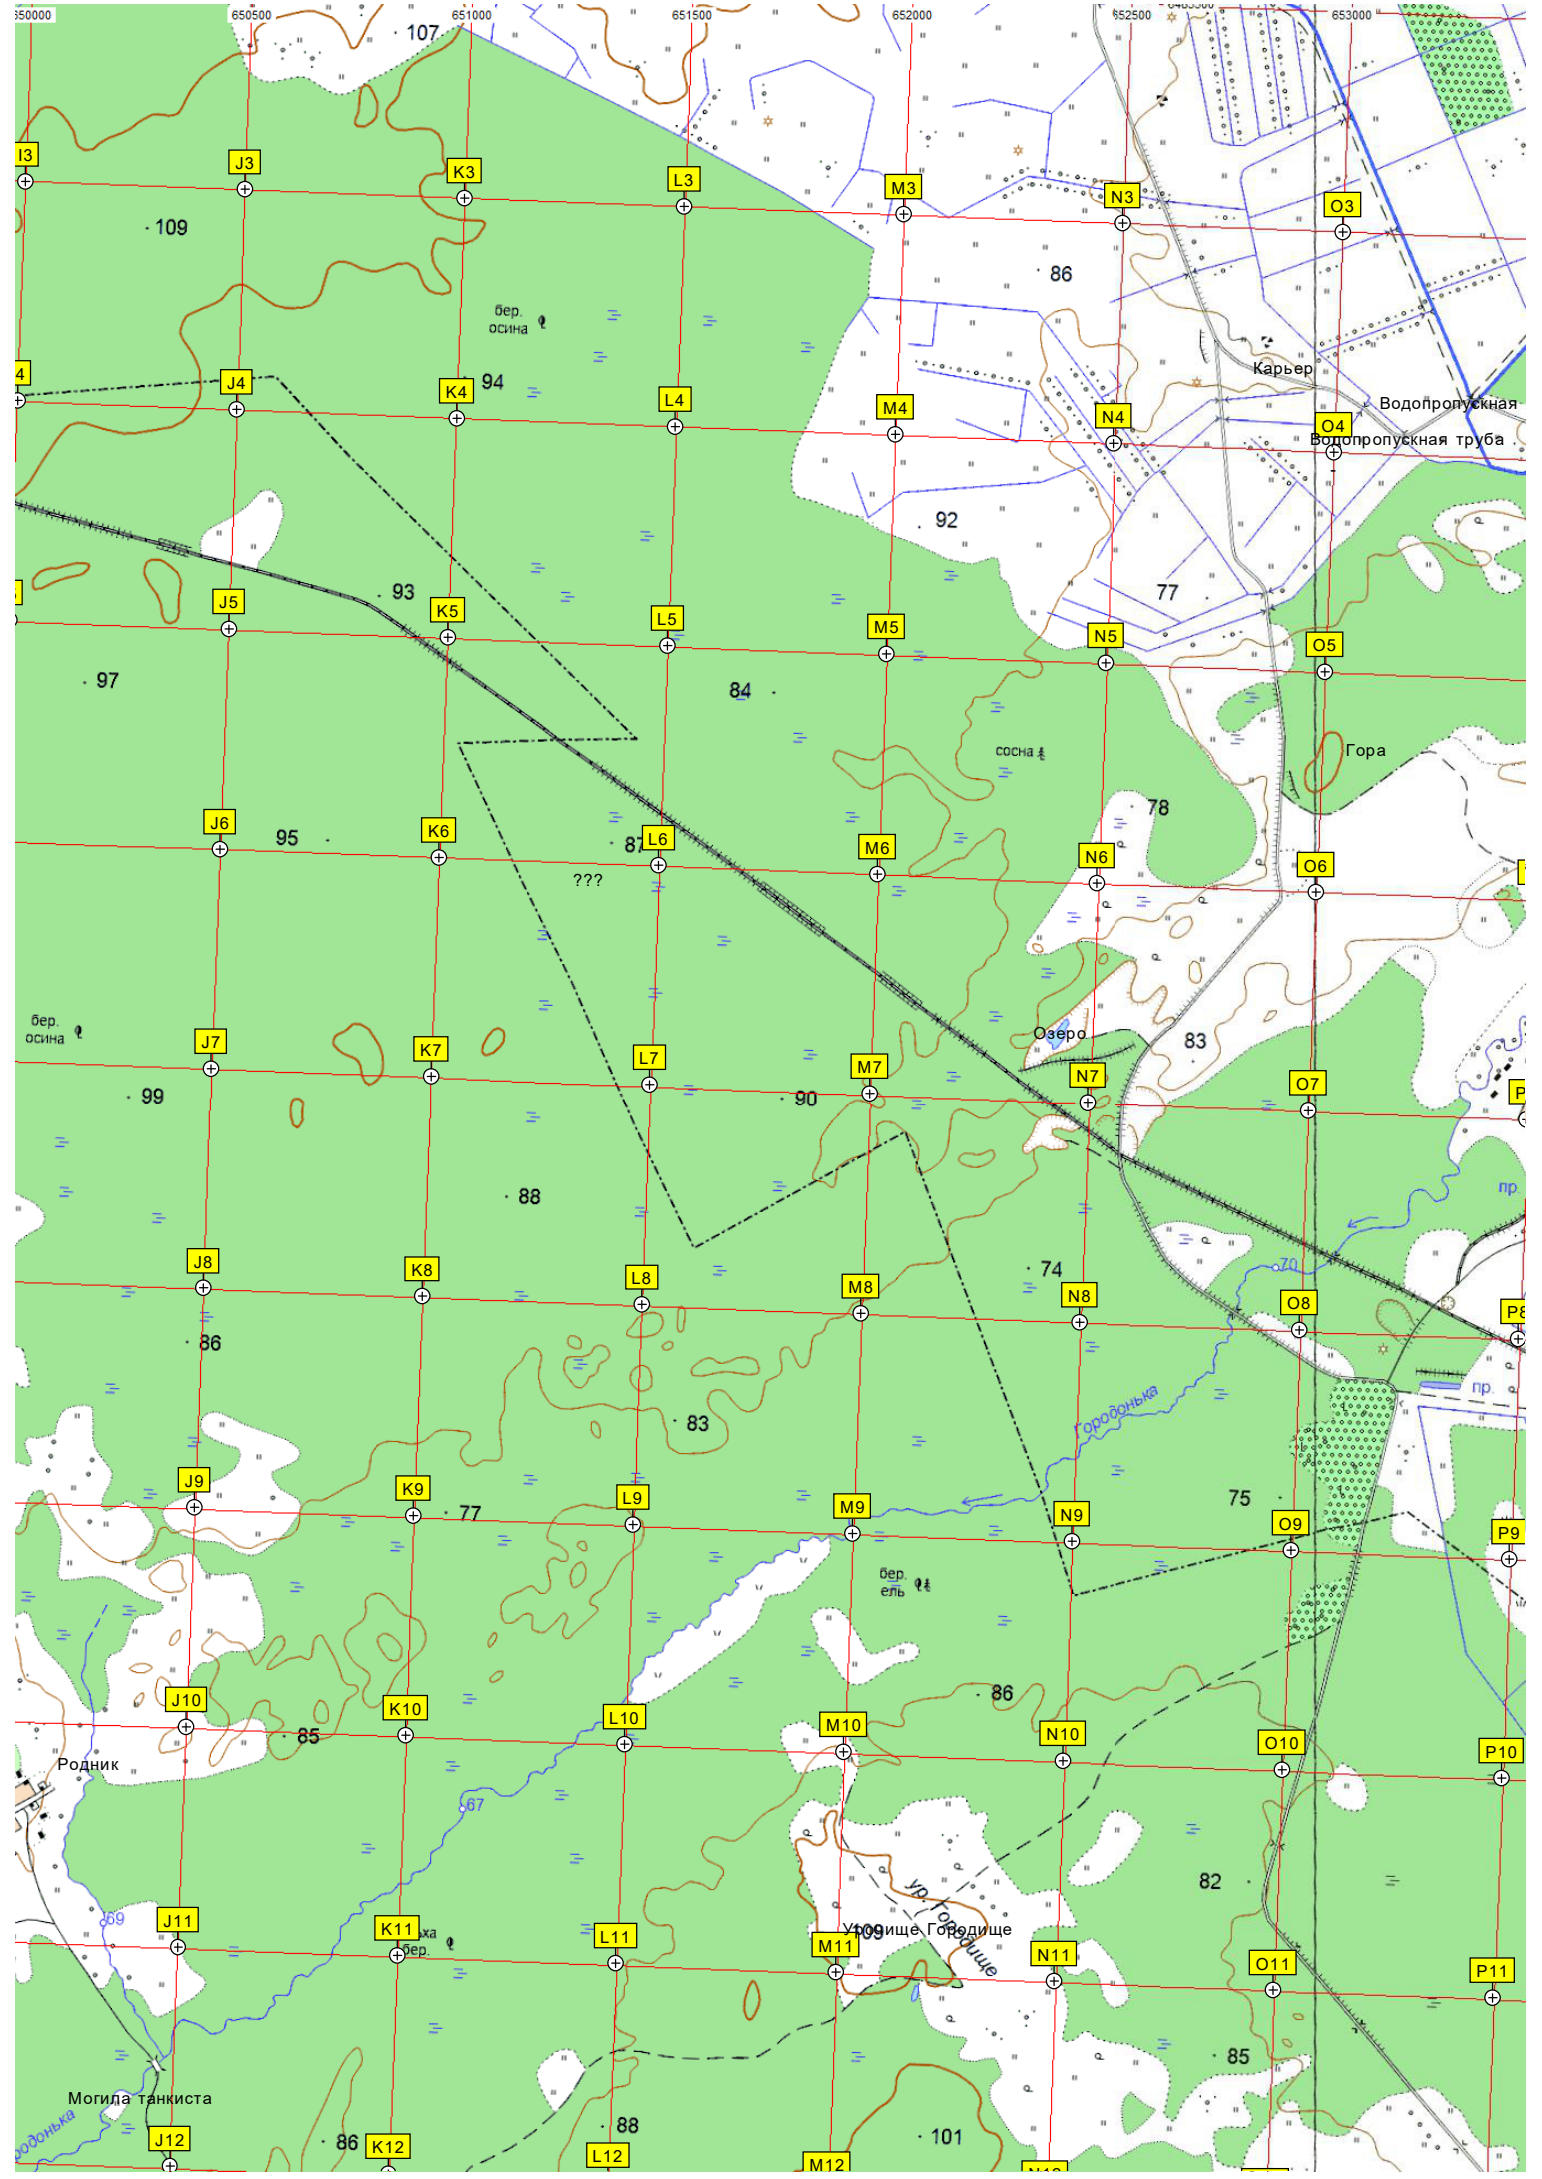 650000 650500 651000 651500 652000 652500 653000
107
I3 J3 K3 L3 M3 N3 O3
109
86
бер.
осина
Карьер
94
J4 K4 L4 M4 N4 O4
4
Водопропускная
Водопропускная труба
92
93
77
J5 K5 L5 M5 N5 O5
97
84
сосна
Гора
78
J6 K6 L6 M6 N6 O6
95
87
???
бер.
осина
Озеро
83
J7 K7 L7 M7 N7 O7
99
90
88
пр.
74
70
J8 K8 L8 M8 N8 O8 P8
86
пр.
83
Городонька
75
J9 K9 L9 M9 N9 O9 P9
77
бер.
ель
86
J10 K10 L10 M10 N10 O10 P10
85
Родник
67
82
ур. Городище
69
109
Урочище Городище
J11 K11 L11 M11 N11 O11 P11
бер.
85
Могила танкиста
88
101
86
J12 K12 L12 M12